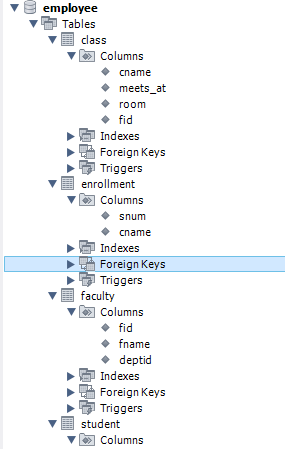 employee
Tables
class
Columns
cname
meets_at
room
fid
Indexes
Foreign Keys
Triggers
enrollment
Columns
snum
cname
Indexes
Foreign Keys
Triggers
faculty
Columns
fid
fname
deptid
Indexes
Foreign Keys
Triggers
student
Columns